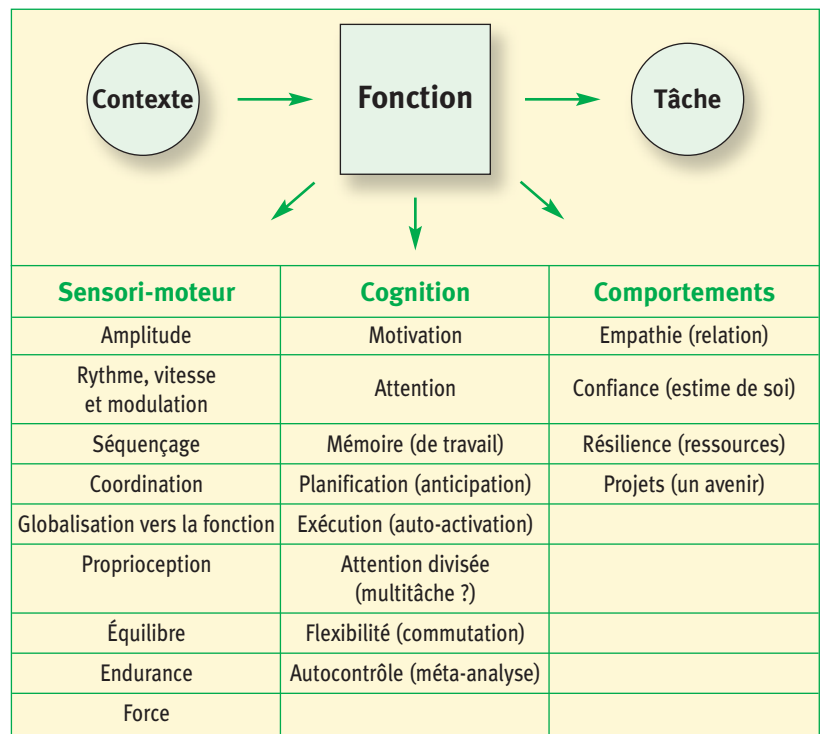 Contexte
Fonction
Tâche
Sensori-moteur
Cognition
Comportements
Amplitude
Motivation
Empathie (relation)
Rythme, vitesse
et modulation
Attention
Confiance (estime de soi)
Séquençage
Mémoire (de travail)
Résilience (ressources)
Coordination
Planification (anticipation)
Projets (un avenir)
Globalisation vers la fonction
Exécution (auto-activation)
Proprioception
Attention divisée
(multitâche ?)
Équilibre
Flexibilité (commutation)
Endurance
Autocontrôle (méta-analyse)
Force